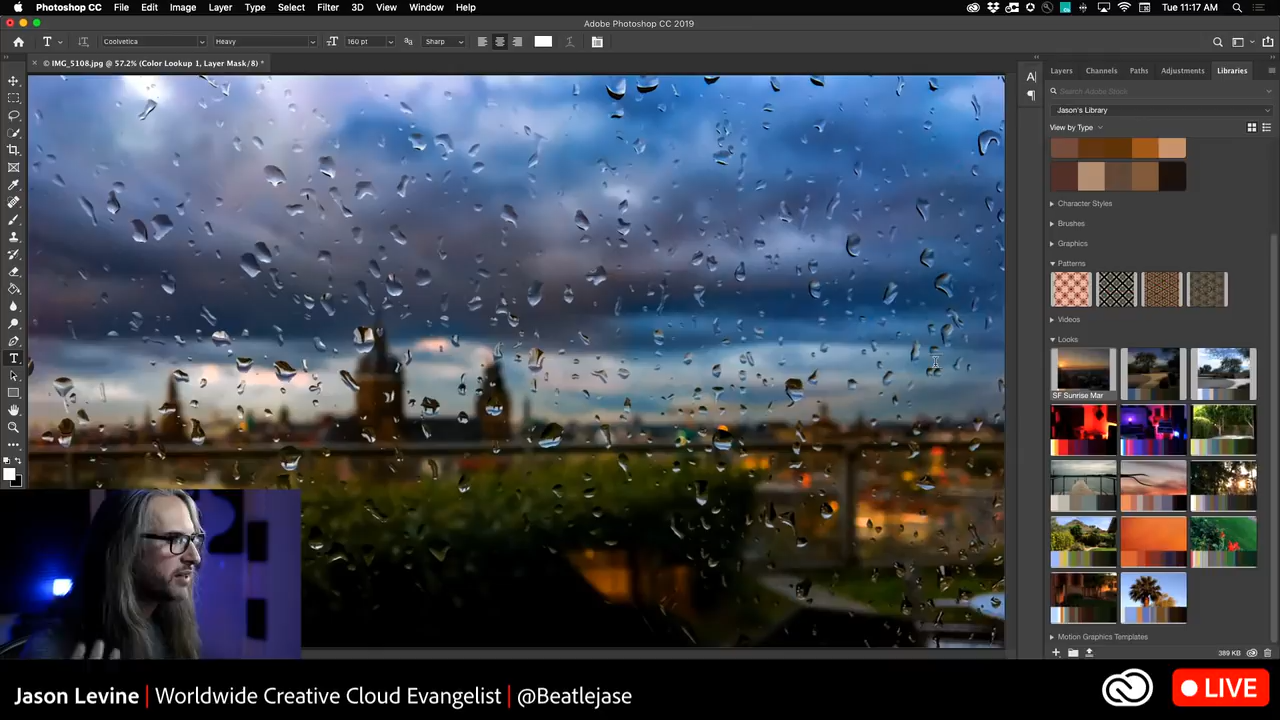 Photoshop CC File Edit Image Layer Type Select Filter 3D View Window Help
Tue 11:17 AM
Adobe Photoshop CC 2019
Coolvetica Heavy 160 pt Sharp
© IMG_5108.jpg @ 57.2% (Color Lookup 1, Layer Mask/8) *
Layers Channels Paths Adjustments Libraries
Search Adobe Stock
Jason's Library
View by Type
Character Styles
Brushes
Graphics
Patterns
Videos
Looks
SF Sunrise Mar
Motion Graphics Templates
389 KB
Jason Levine | Worldwide Creative Cloud Evangelist | @Beatlejase
LIVE